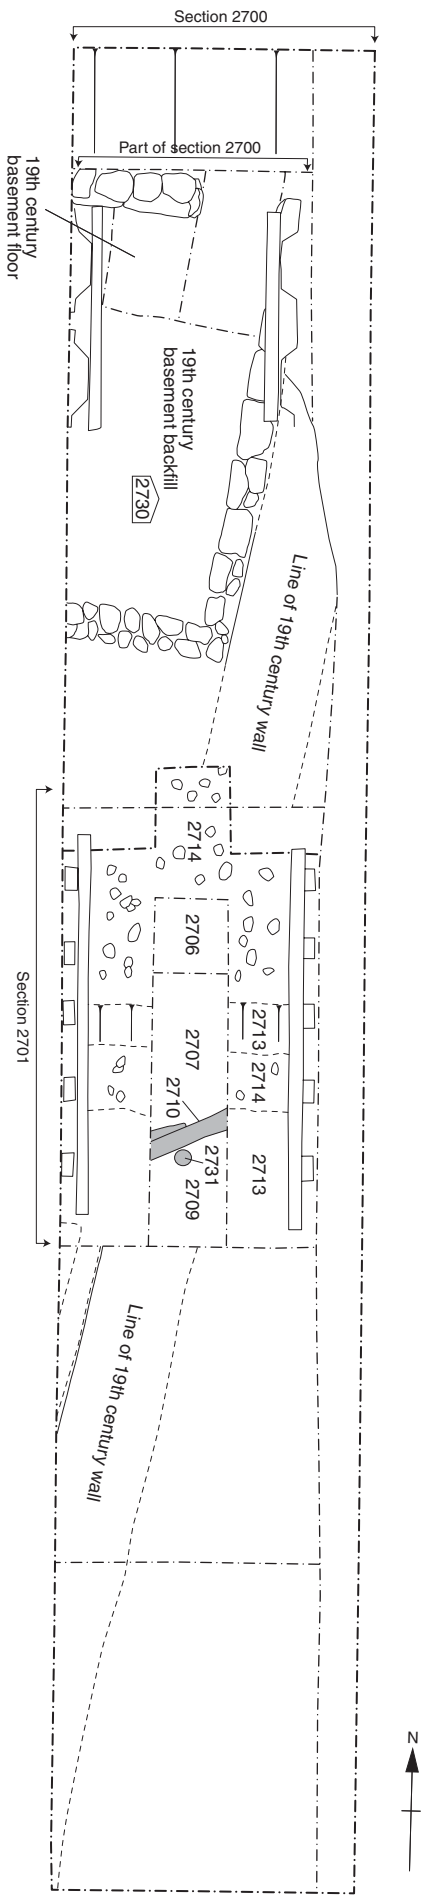 Section 2700
Part of section 2700
19th century
basement floor
19th century
basement backfill
2730
Line of 19th century wall
Section 2701
2714
2706
2713
2707
2714
2710
2731
2713
2709
Line of 19th century wall
N